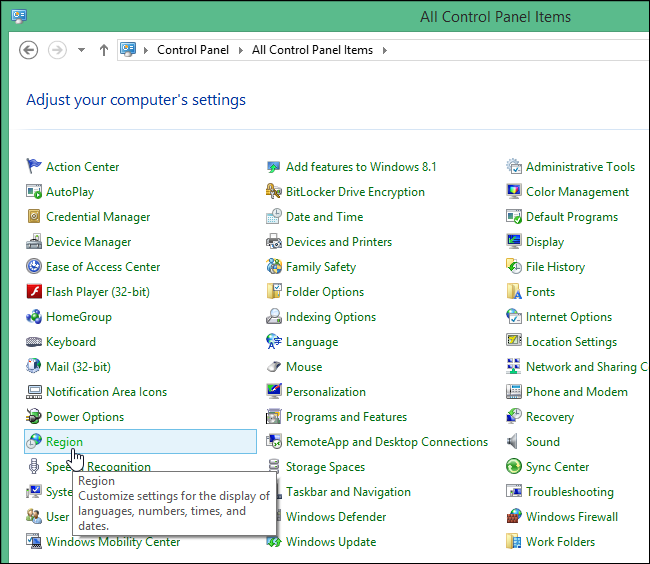 All Control Panel Items
Control Panel All Control Panel Items
Adjust your computer's settings
Action Center Add features to Windows 8.1 Administrative Tools
AutoPlay BitLocker Drive Encryption Color Management
Credential Manager Date and Time Default Programs
Device Manager Devices and Printers Display
Ease of Access Center Family Safety File History
Flash Player (32-bit) Folder Options Fonts
HomeGroup Indexing Options Internet Options
Keyboard Language Location Settings
Mail (32-bit) Mouse Network and Sharing C
Notification Area Icons Personalization Phone and Modem
Power Options Programs and Features Recovery
Region RemoteApp and Desktop Connections Sound
Recognition Storage Spaces Sync Center
Syste Taskbar and Navigation Troubleshooting
User Windows Defender Windows Firewall
Windows Mobility Center Windows Update Work Folders
Region
Customize settings for the display of
languages, numbers, times, and
dates.